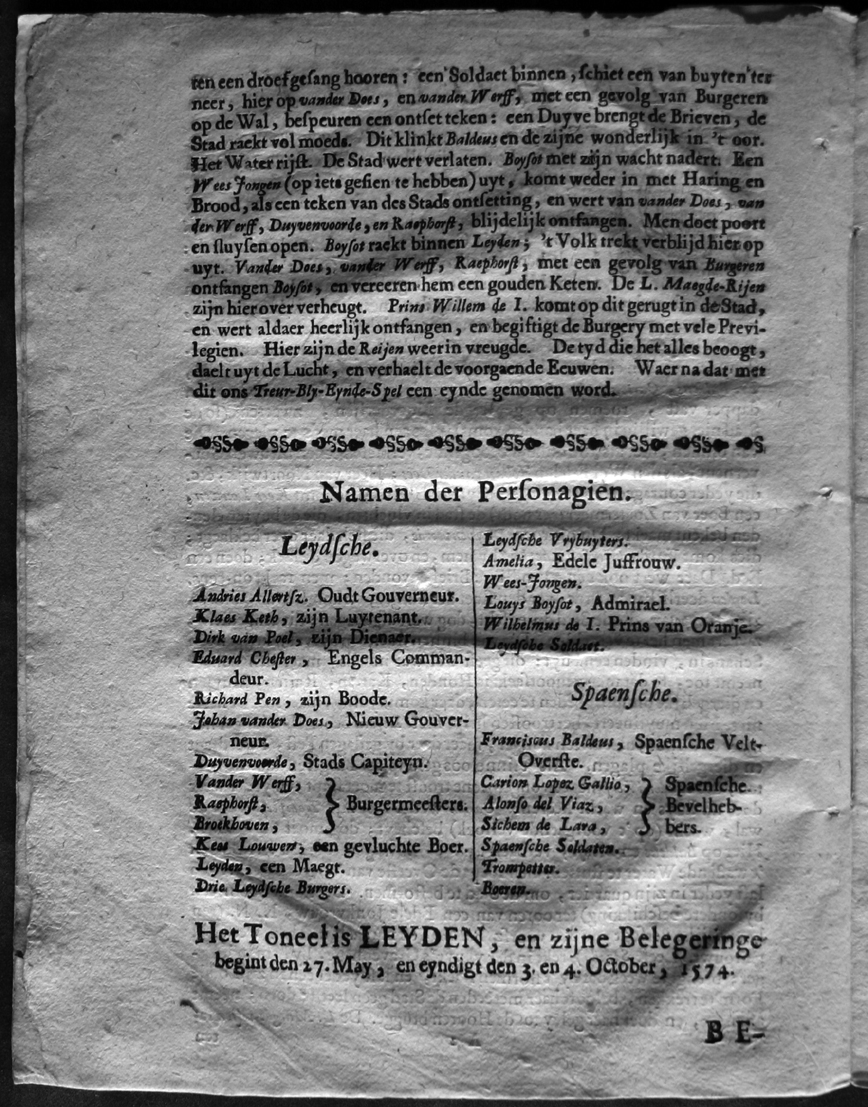 ten een droef gesang hooren: een Soldaet binnen, schiet een van buyten ter
neer, hier op vander Does, en vander Werff, met een gevolg van Burgeren
op de Wal, bespeuren een ontset teken: een Duyve brengt de Brieven, de
Stad raekt vol moeds. Dit klinkt Baldeus en de zijne wonderlijk in 't oor.
Het Water rijst. De Stad wert verlaten. Boysot met zijn wacht nadert. Een
Wees Jongen (op iets gesien te hebben) uyt, komt weder in met Haring en
Brood, als een teken van des Stads ontsetting, en wert van vander Does, van
der Werff, Duyvenvoorde, en Raephorst, blijdelijk ontfangen. Men doet poort
en sluysen open. Boysot raekt binnen Leyden; 't Volk trekt verblijd hier op
uyt. Vander Does, vander Werff, Raephorst, met een gevolg van Burgeren
ontfangen Boysot, en vereeren hem een gouden Keten. De L. Maegde-Rijen
zijn hier over verheugt. Prins Willem de I. komt op dit gerugt in de Stad,
en wert aldaer heerlijk ontfangen, en begiftigt de Burgery met vele Previ-
legien. Hier zijn de Reijen weer in vreugde. De tyd die het alles beoogt,
daelt uyt de Lucht, en verhaelt de voorgaende Eeuwen. Waer na dat met
dit ons Treur-Bly-Eynde-Spel een eynde genomen word.
Namen der Personagien.
Leydsche.
Andries Allertsz. Oudt Gouverneur.
Klaes Keth, zijn Luytenant.
Dirk van Poel, zijn Dienaer.
Eduard Chester, Engels Comman-
deur.
Richard Pen, zijn Boode.
Johan vander Does, Nieuw Gouver-
neur.
Duyvenvoorde, Stads Capiteyn.
Vander Werff,
Raephorst, } Burgermeesters.
Broekhoven,
Kees Louwen, een gevluchte Boer.
Leyden, een Maegt.
Drie Leydsche Burgers.
Leydsche Vrybuyters.
Amelia, Edele Juffrouw.
Wees-Jongen.
Louys Boysot, Admirael.
Wilhelmus de I. Prins van Oranje.
Leydsche Soldaet.
Spaensche.
Franciscus Baldeus, Spaensche Velt-
Overste.
Carion Lopez Gallio, } Spaensche
Alonso del Viaz, } Bevelheb-
Sichem de Lara, } bers.
Spaensche Soldaten.
Trompetter.
Boeren.
Het Toneel is LEYDEN, en zijne Belegeringe
begint den 27. May, en eyndigt den 3. en 4. October, 1574.
BE-